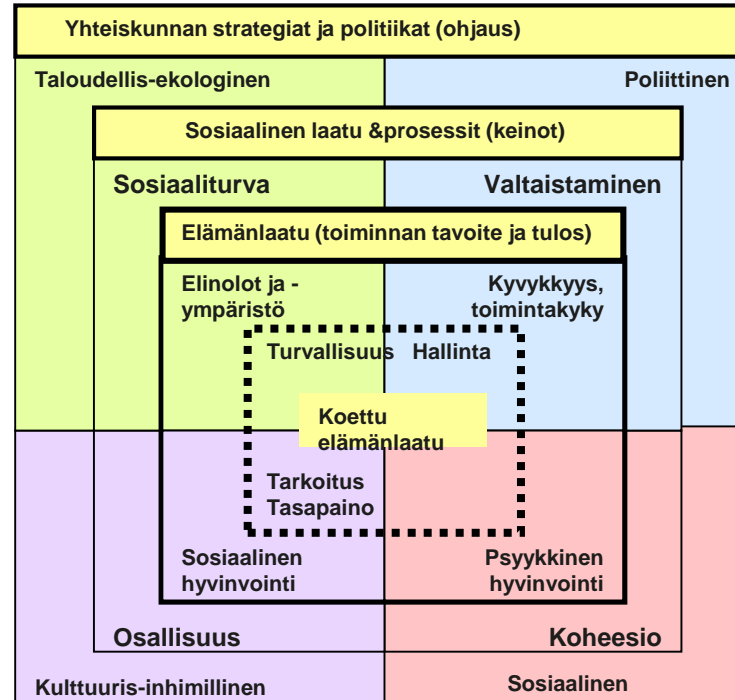 Yhteiskunnan strategiat ja politiikat (ohjaus)
Taloudellis-ekologinen
Poliittinen
Sosiaalinen laatu &prosessit (keinot)
Sosiaaliturva
Valtaistaminen
Elämänlaatu (toiminnan tavoite ja tulos)
Elinolot ja -
ympäristö
Kyvykkyys,
toimintakyky
Turvallisuus Hallinta
Koettu
elämänlaatu
Tarkoitus
Tasapaino
Sosiaalinen
hyvinvointi
Psyykkinen
hyvinvointi
Osallisuus
Koheesio
Kulttuuris-inhimillinen
Sosiaalinen